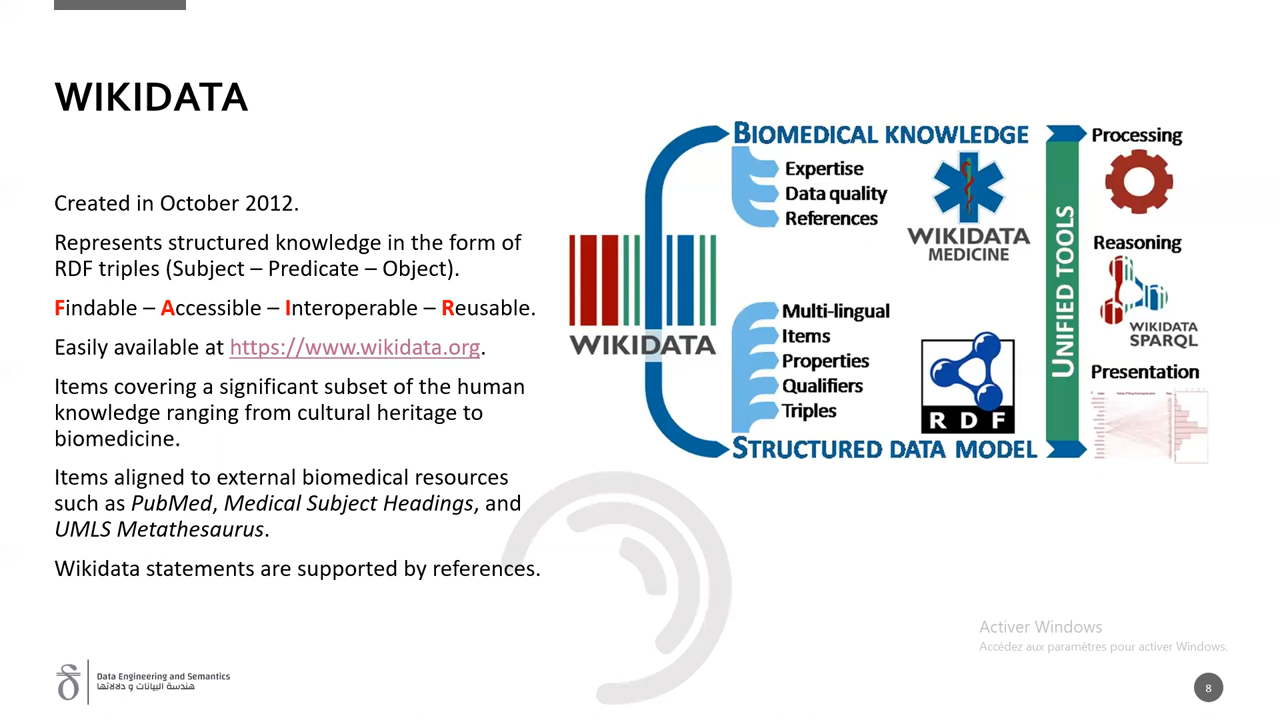 WIKIDATA
Created in October 2012.
Represents structured knowledge in the form of
RDF triples (Subject – Predicate – Object).
Findable – Accessible – Interoperable – Reusable.
Easily available at https://www.wikidata.org.
Items covering a significant subset of the human
knowledge ranging from cultural heritage to
biomedicine.
Items aligned to external biomedical resources
such as PubMed, Medical Subject Headings, and
UMLS Metathesaurus.
Wikidata statements are supported by references.
WIKIDATA
BIOMEDICAL KNOWLEDGE
Expertise
Data quality
References
WIKIDATA
MEDICINE
Multi-lingual
Items
Properties
Qualifiers
Triples
RDF
STRUCTURED DATA MODEL
UNIFIED TOOLS
Processing
Reasoning
WIKIDATA
SPARQL
Presentation
Activer Windows
Accédez aux paramètres pour activer Windows.
Data Engineering and Semantics
هندسة البيانات و دلالاتها
8